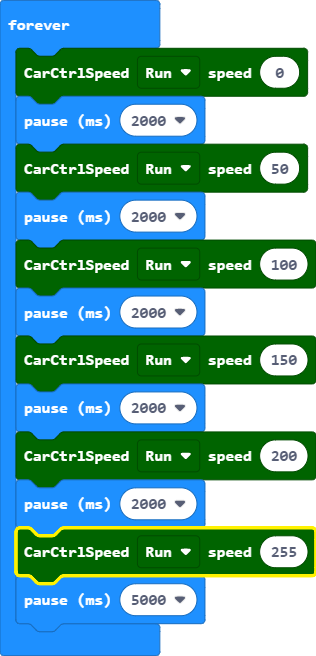 forever
CarCtrlSpeed Run speed 0
pause (ms) 2000
CarCtrlSpeed Run speed 50
pause (ms) 2000
CarCtrlSpeed Run speed 100
pause (ms) 2000
CarCtrlSpeed Run speed 150
pause (ms) 2000
CarCtrlSpeed Run speed 200
pause (ms) 2000
CarCtrlSpeed Run speed 255
pause (ms) 5000